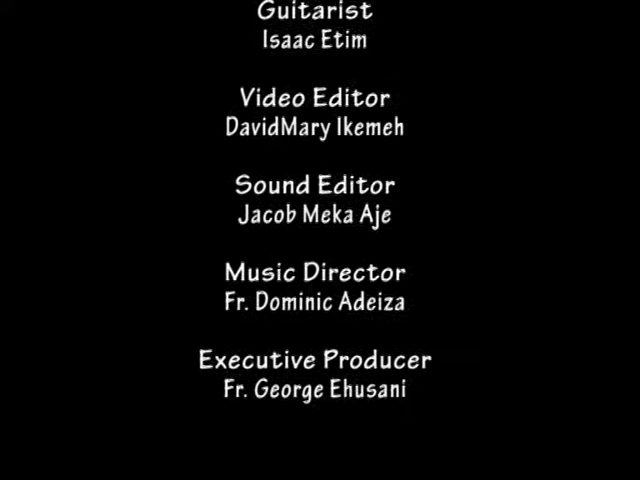 Guitarist
Isaac Etim
Video Editor
DavidMary Ikemeh
Sound Editor
Jacob Meka Aje
Music Director
Fr. Dominic Adeiza
Executive Producer
Fr. George Ehusani